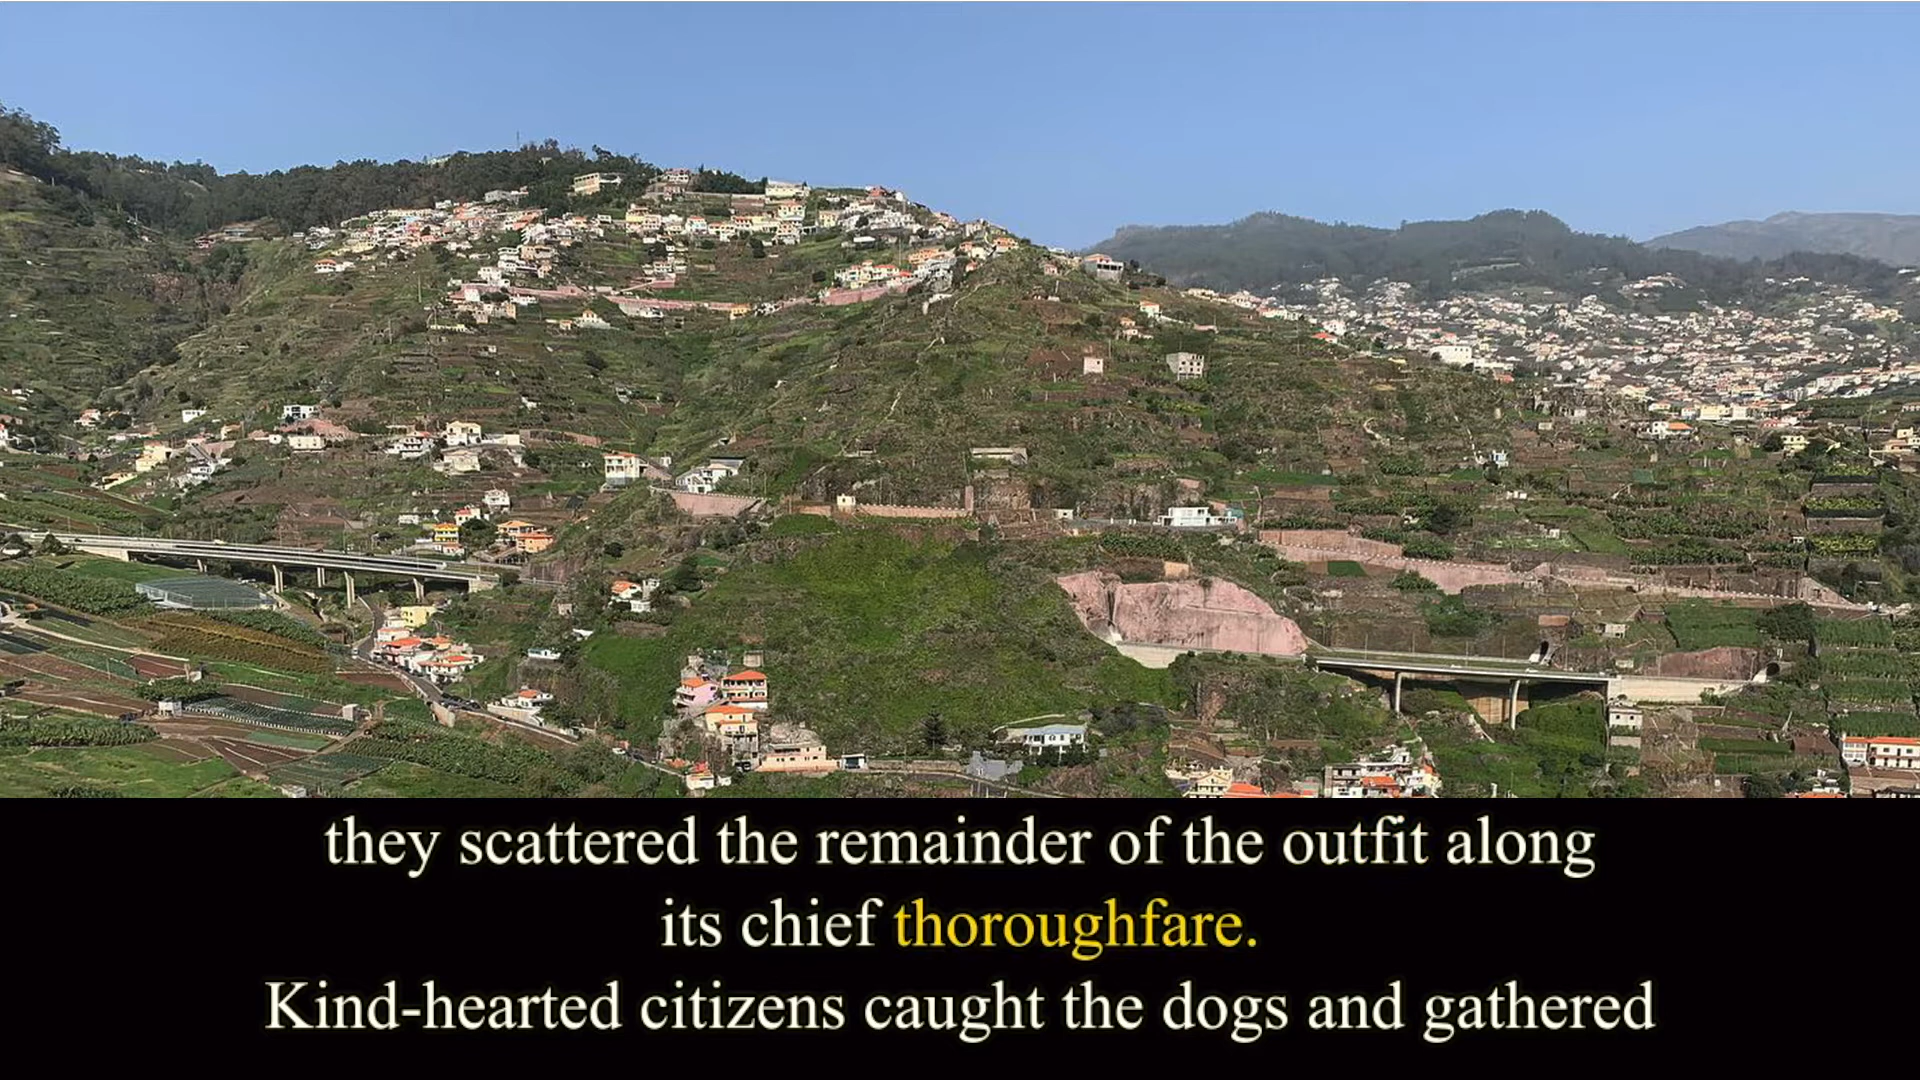 they scattered the remainder of the outfit along
its chief thoroughfare.
Kind-hearted citizens caught the dogs and gathered